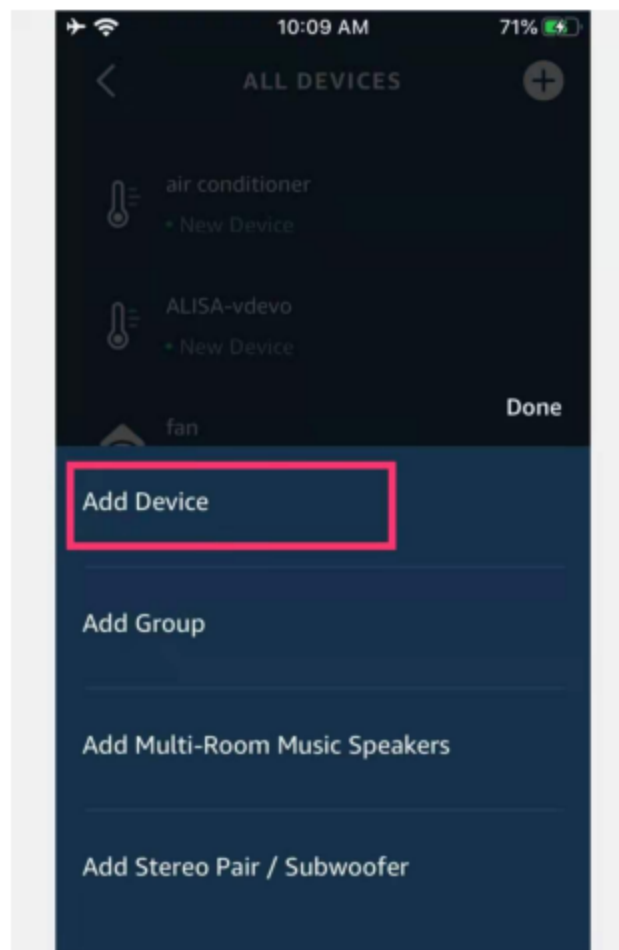 10:09 AM
71%
ALL DEVICES
air conditioner
• New Device
ALISA-vdevo
• New Device
Done
fan
Add Device
Add Group
Add Multi-Room Music Speakers
Add Stereo Pair / Subwoofer